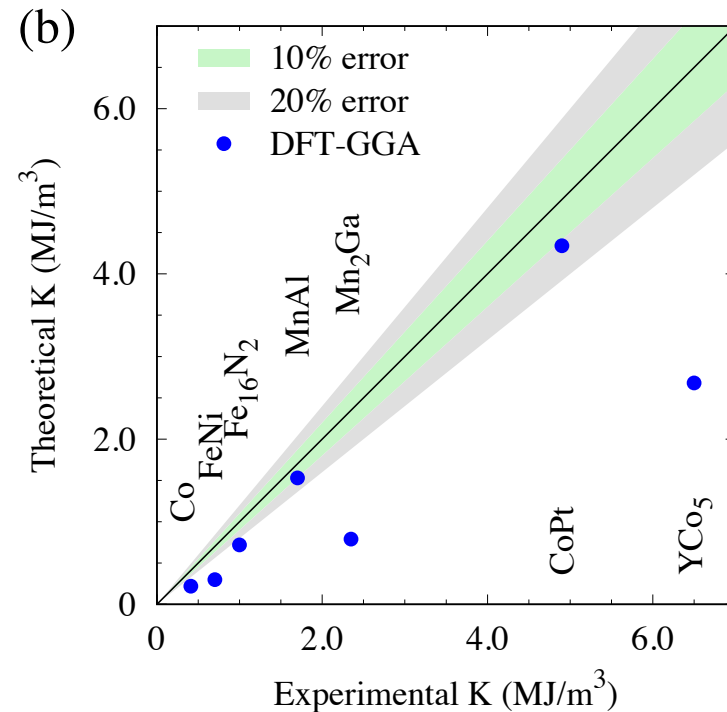 (b)
10% error
20% error
DFT-GGA
6.0
4.0
2.0
0
Theoretical K (MJ/m³)
Co
FeNi
Fe₁₆N₂
MnAl
Mn₂Ga
CoPt
YCo₅
0 2.0 4.0 6.0
Experimental K (MJ/m³)